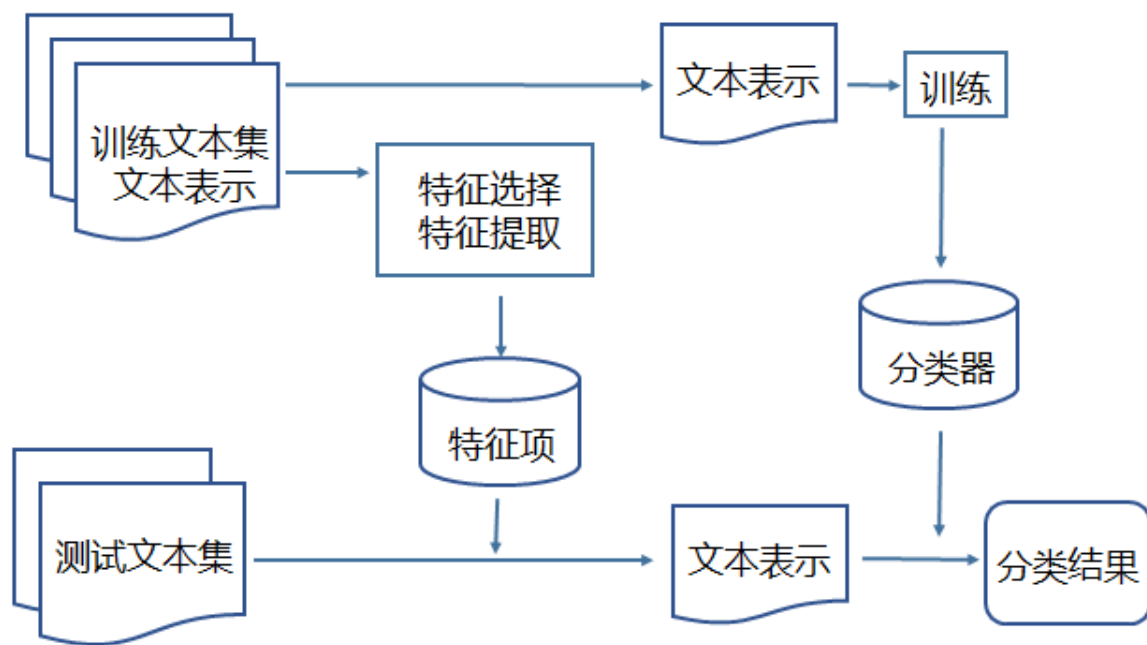 文本表示
训练
训练文本集
文本表示
特征选择
特征提取
分类器
特征项
测试文本集
文本表示
分类结果